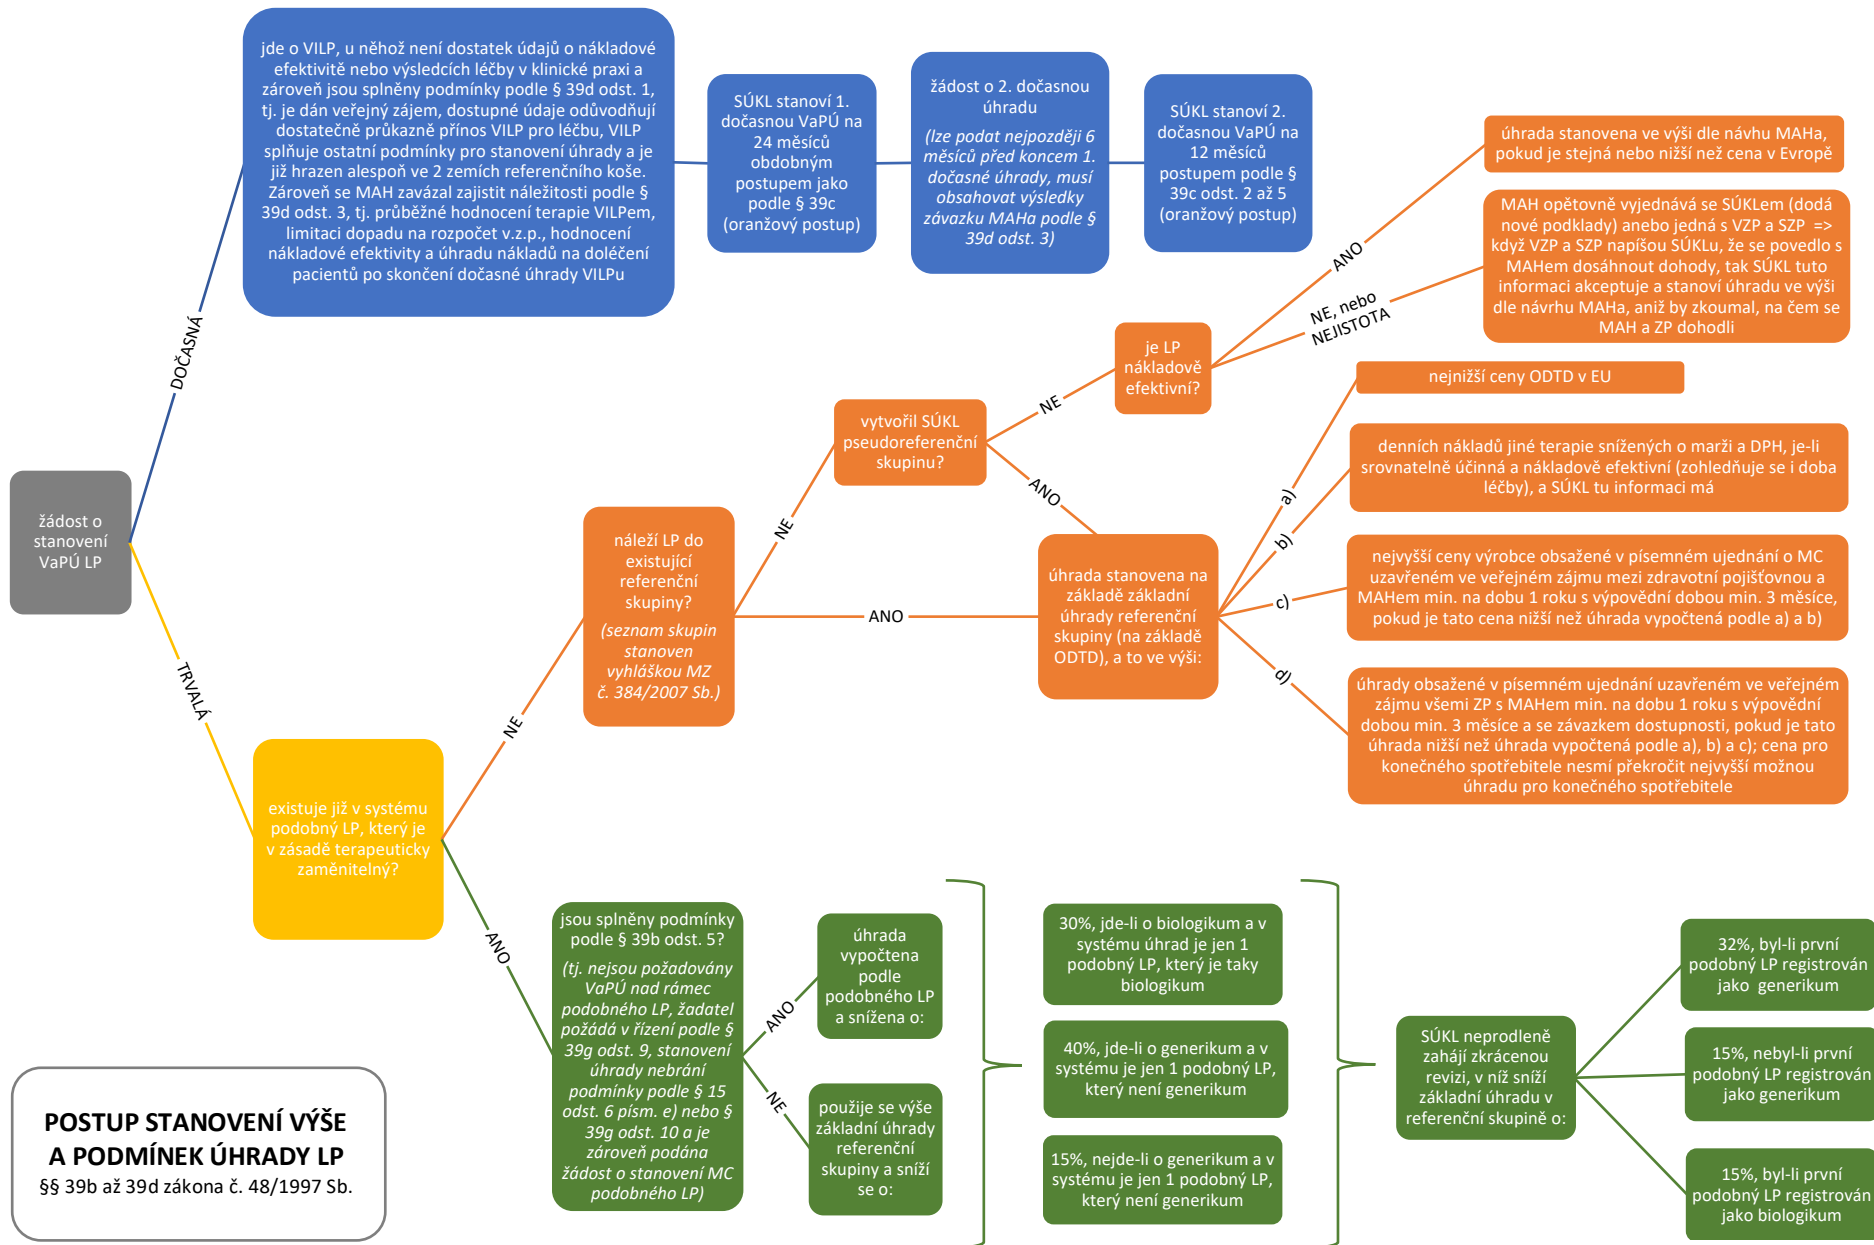 žádost o
stanovení
VaPÚ LP
DOČASNÁ
jde o VILP, u něhož není dostatek údajů o nákladové
efektivitě nebo výsledcích léčby v klinické praxi a
zároveň jsou splněny podmínky podle § 39d odst. 1,
tj. je dán veřejný zájem, dostupné údaje odůvodňují
dostatečně průkazně přínos VILP pro léčbu, VILP
splňuje ostatní podmínky pro stanovení úhrady a je
již hrazen alespoň ve 2 zemích referenčního koše.
Zároveň se MAH zavázal zajistit náležitosti podle §
39d odst. 3, tj. průběžné hodnocení terapie VILPem,
limitaci dopadu na rozpočet v.z.p., hodnocení
nákladové efektivity a úhradu nákladů na doléčení
pacientů po skončení dočasné úhrady VILPu
SÚKL stanoví 1.
dočasnou VaPÚ na
24 měsíců
obdobným
postupem jako
podle § 39c
(oranžový postup)
žádost o 2. dočasnou
úhradu
(lze podat nejpozději 6
měsíců před koncem 1.
dočasné úhrady, musí
obsahovat výsledky
závazku MAHa podle §
39d odst. 3)
SÚKL stanoví 2.
dočasnou VaPÚ na
12 měsíců
postupem podle §
39c odst. 2 až 5
(oranžový postup)
TRVALÁ
existuje již v systému
podobný LP, který je
v zásadě terapeuticky
zaměnitelný?
NE
náleží LP do
existující
referenční
skupiny?
(seznam skupin
stanoven
vyhláškou MZ
č. 384/2007 Sb.)
NE
vytvořil SÚKL
pseudoreferenční
skupinu?
NE
je LP
nákladově
efektivní?
ANO
úhrada stanovena ve výši dle návrhu MAHa,
pokud je stejná nebo nižší než cena v Evropě
NE, nebo
NEJISTOTA
MAH opětovně vyjednává se SÚKLem (dodá
nové podklady) anebo jedná s VZP a SZP =>
když VZP a SZP napíšou SÚKLu, že se povedlo s
MAHem dosáhnout dohody, tak SÚKL tuto
informaci akceptuje a stanoví úhradu ve výši
dle návrhu MAHa, aniž by zkoumal, na čem se
MAH a ZP dohodli
ANO
ANO
úhrada stanovena na
základě základní
úhrady referenční
skupiny (na základě
ODTD), a to ve výši:
a)
nejnižší ceny ODTD v EU
b)
denních nákladů jiné terapie snížených o marži a DPH, je-li
srovnatelně účinná a nákladově efektivní (zohledňuje se i doba
léčby), a SÚKL tu informaci má
c)
nejvyšší ceny výrobce obsažené v písemném ujednání o MC
uzavřeném ve veřejném zájmu mezi zdravotní pojišťovnou a
MAHem min. na dobu 1 roku s výpovědní dobou min. 3 měsíce,
pokud je tato cena nižší než úhrada vypočtená podle a) a b)
d)
úhrady obsažené v písemném ujednání uzavřeném ve veřejném
zájmu všemi ZP s MAHem min. na dobu 1 roku s výpovědní
dobou min. 3 měsíce a se závazkem dostupnosti, pokud je tato
úhrada nižší než úhrada vypočtená podle a), b) a c); cena pro
konečného spotřebitele nesmí překročit nejvyšší možnou
úhradu pro konečného spotřebitele
ANO
jsou splněny podmínky
podle § 39b odst. 5?
(tj. nejsou požadovány
VaPÚ nad rámec
podobného LP, žadatel
požádá v řízení podle §
39g odst. 9, stanovení
úhrady nebrání
podmínky podle § 15
odst. 6 písm. e) nebo §
39g odst. 10 a je
zároveň podána
žádost o stanovení MC
podobného LP)
ANO
úhrada
vypočtena
podle
podobného LP
a snížena o:
NE
použije se výše
základní úhrady
referenční
skupiny a sníží
se o:
30%, jde-li o biologikum a v
systému úhrad je jen 1
podobný LP, který je taky
biologikum
40%, jde-li o generikum a v
systému je jen 1 podobný LP,
který není generikum
15%, nejde-li o generikum a v
systému je jen 1 podobný LP,
který není generikum
SÚKL neprodleně
zahájí zkrácenou
revizi, v níž sníží
základní úhradu v
referenční skupině o:
32%, byl-li první
podobný LP registrován
jako generikum
15%, nebyl-li první
podobný LP registrován
jako generikum
15%, byl-li první
podobný LP registrován
jako biologikum
POSTUP STANOVENÍ VÝŠE
A PODMÍNEK ÚHRADY LP
§§ 39b až 39d zákona č. 48/1997 Sb.